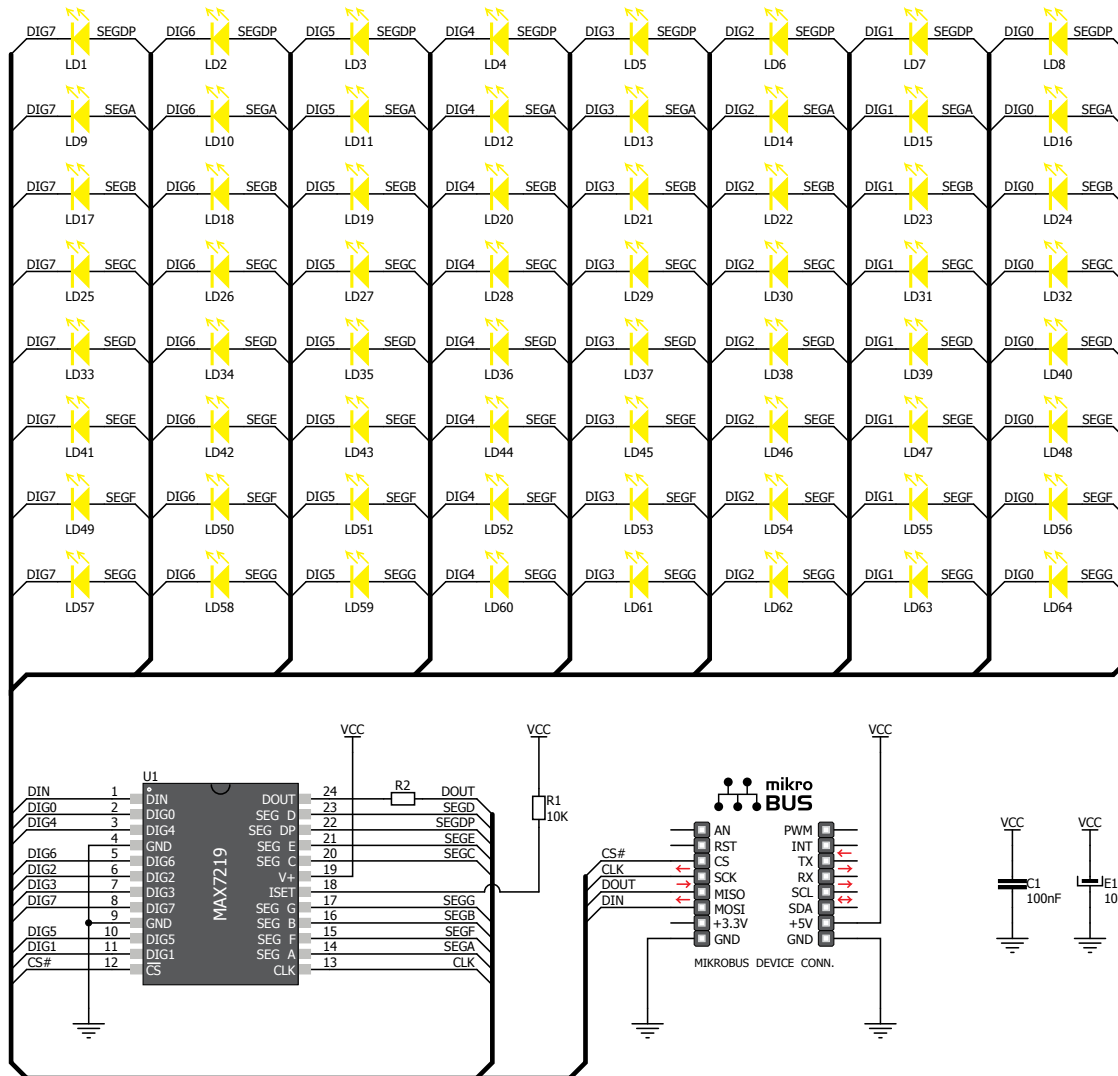 DIG7 SEGDP DIG6 SEGDP DIG5 SEGDP DIG4 SEGDP DIG3 SEGDP DIG2 SEGDP DIG1 SEGDP DIG0 SEGDP
LD1 LD2 LD3 LD4 LD5 LD6 LD7 LD8
DIG7 SEGA DIG6 SEGA DIG5 SEGA DIG4 SEGA DIG3 SEGA DIG2 SEGA DIG1 SEGA DIG0 SEGA
LD9 LD10 LD11 LD12 LD13 LD14 LD15 LD16
DIG7 SEGB DIG6 SEGB DIG5 SEGB DIG4 SEGB DIG3 SEGB DIG2 SEGB DIG1 SEGB DIG0 SEGB
LD17 LD18 LD19 LD20 LD21 LD22 LD23 LD24
DIG7 SEGC DIG6 SEGC DIG5 SEGC DIG4 SEGC DIG3 SEGC DIG2 SEGC DIG1 SEGC DIG0 SEGC
LD25 LD26 LD27 LD28 LD29 LD30 LD31 LD32
DIG7 SEGD DIG6 SEGD DIG5 SEGD DIG4 SEGD DIG3 SEGD DIG2 SEGD DIG1 SEGD DIG0 SEGD
LD33 LD34 LD35 LD36 LD37 LD38 LD39 LD40
DIG7 SEGE DIG6 SEGE DIG5 SEGE DIG4 SEGE DIG3 SEGE DIG2 SEGE DIG1 SEGE DIG0 SEGE
LD41 LD42 LD43 LD44 LD45 LD46 LD47 LD48
DIG7 SEGF DIG6 SEGF DIG5 SEGF DIG4 SEGF DIG3 SEGF DIG2 SEGF DIG1 SEGF DIG0 SEGF
LD49 LD50 LD51 LD52 LD53 LD54 LD55 LD56
DIG7 SEGG DIG6 SEGG DIG5 SEGG DIG4 SEGG DIG3 SEGG DIG2 SEGG DIG1 SEGG DIG0 SEGG
LD57 LD58 LD59 LD60 LD61 LD62 LD63 LD64
VCC VCC VCC
U1
MAX7219
DIN 1 DIN DOUT 24 R2 DOUT
DIG0 2 DIG0 SEG D 23 SEGD
DIG4 3 DIG4 SEG DP 22 SEGDP
4 GND SEG E 21 SEGE
DIG6 5 DIG6 SEG C 20 SEGC
DIG2 6 DIG2 V+ 19
DIG3 7 DIG3 ISET 18
DIG7 8 DIG7 SEG G 17 SEGG
9 GND SEG B 16 SEGB
DIG5 10 DIG5 SEG F 15 SEGF
DIG1 11 DIG1 SEG A 14 SEGA
CS# 12 CS CLK 13 CLK
R1
10K
mikro
BUS
AN PWM
RST INT
CS# CS TX
CLK SCK RX
DOUT MISO SCL
DIN MOSI SDA
+3.3V +5V
GND GND
MIKROBUS DEVICE CONN.
VCC VCC
C1
100nF
E1
10